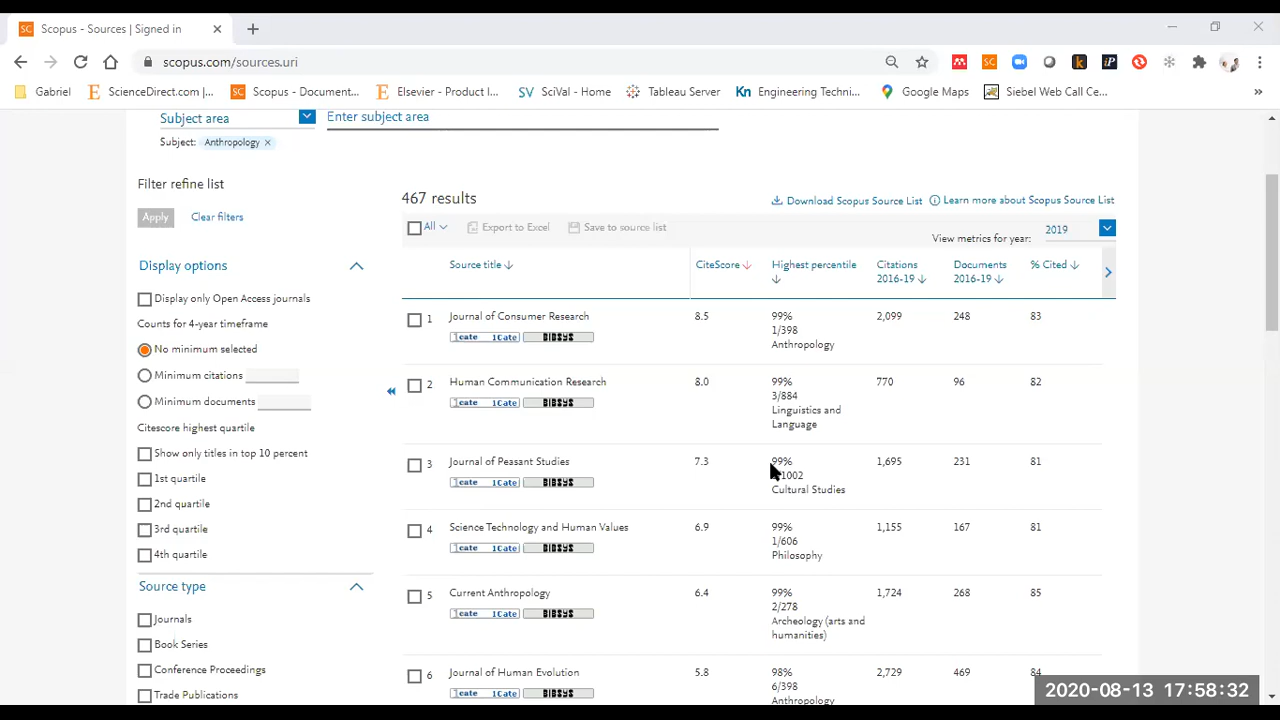 Scopus - Sources | Signed in
scopus.com/sources.uri
Gabriel
ScienceDirect.com |...
Scopus - Document...
Elsevier - Product I...
SciVal - Home
Tableau Server
Engineering Techni...
Google Maps
Siebel Web Call Ce...
Subject area
Enter subject area
Subject: Anthropology ×
Filter refine list
Apply
Clear filters
Display options
Display only Open Access journals
Counts for 4-year timeframe
No minimum selected
Minimum citations
Minimum documents
Citescore highest quartile
Show only titles in top 10 percent
1st quartile
2nd quartile
3rd quartile
4th quartile
Source type
Journals
Book Series
Conference Proceedings
Trade Publications
467 results
Download Scopus Source List
Learn more about Scopus Source List
All
Export to Excel
Save to source list
View metrics for year:
2019
Source title
CiteScore
Highest percentile
Citations 2016-19
Documents 2016-19
% Cited
1 Journal of Consumer Research 8.5 99% 2,099 248 83
1/398
Anthropology
2 Human Communication Research 8.0 99% 770 96 82
3/884
Linguistics and
Language
3 Journal of Peasant Studies 7.3 99% 1,695 231 81
Cultural Studies
4 Science Technology and Human Values 6.9 99% 1,155 167 81
1/606
Philosophy
5 Current Anthropology 6.4 99% 1,724 268 85
2/278
Archeology (arts and
humanities)
6 Journal of Human Evolution 5.8 98% 2,729 469 84
6/398
Anthropology
2020-08-13 17:58:32